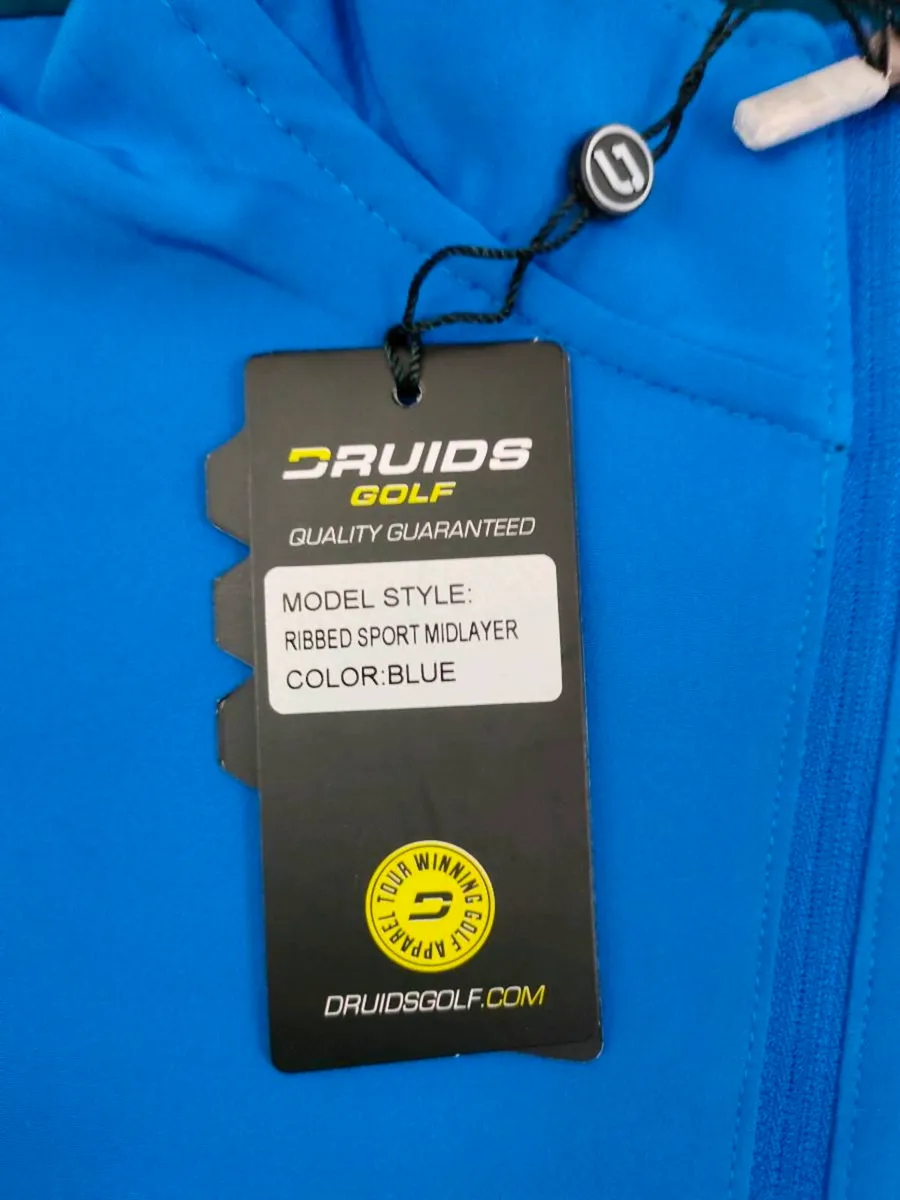 DRUIDS
GOLF
QUALITY GUARANTEED
MODEL STYLE:
RIBBED SPORT MIDLAYER
COLOR:BLUE
TOUR WINNING GOLF APPAREL
D
DRUIDSGOLF.COM